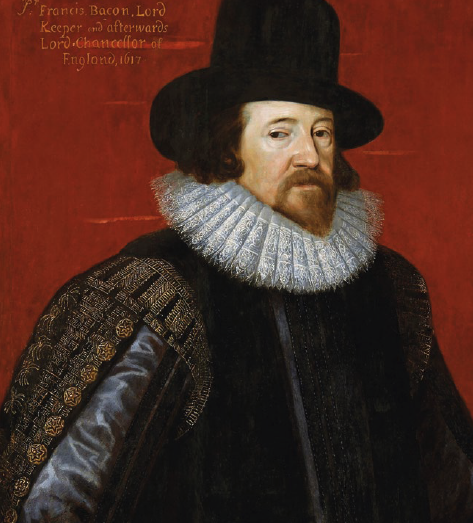 Sr Francis Bacon, Lord
Keeper and afterwards
Lord Chancellor of
England, 1617